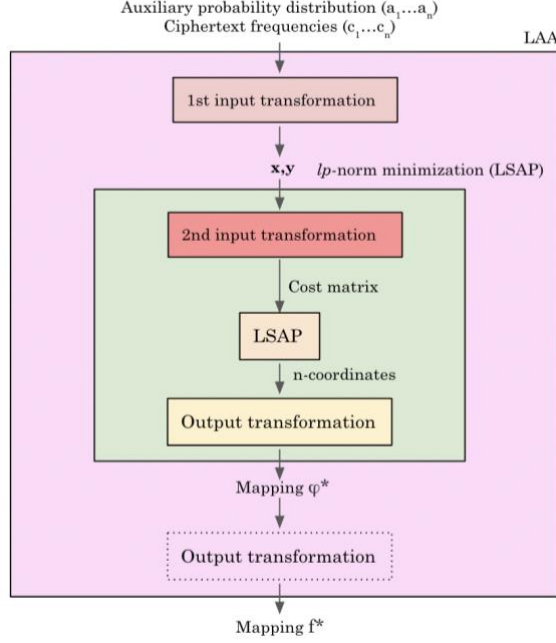 Auxiliary probability distribution (a₁...aₙ)
Ciphertext frequencies (c₁...cₙ)
LAA
1st input transformation
x,y lp-norm minimization (LSAP)
2nd input transformation
Cost matrix
LSAP
n-coordinates
Output transformation
Mapping φ*
Output transformation
Mapping f*